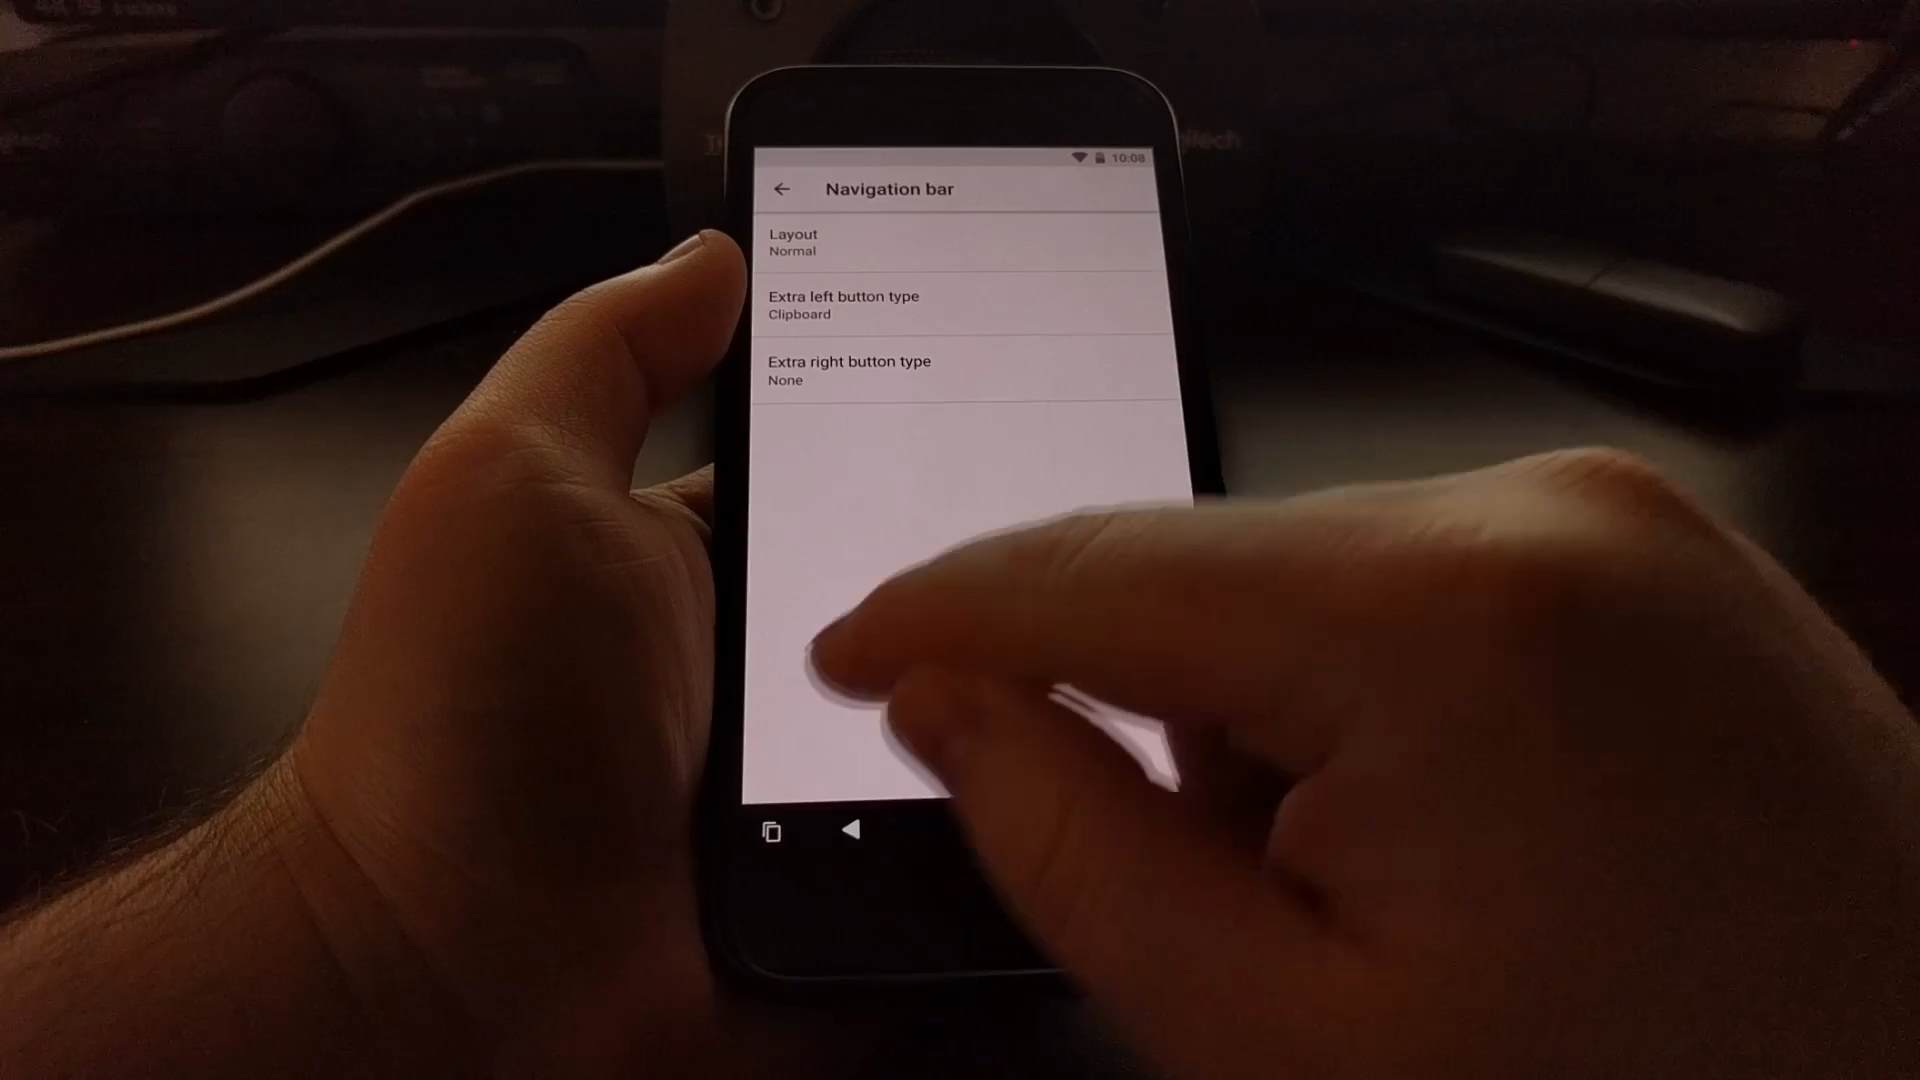 10:08
Navigation bar
Layout
Normal
Extra left button type
Clipboard
Extra right button type
None